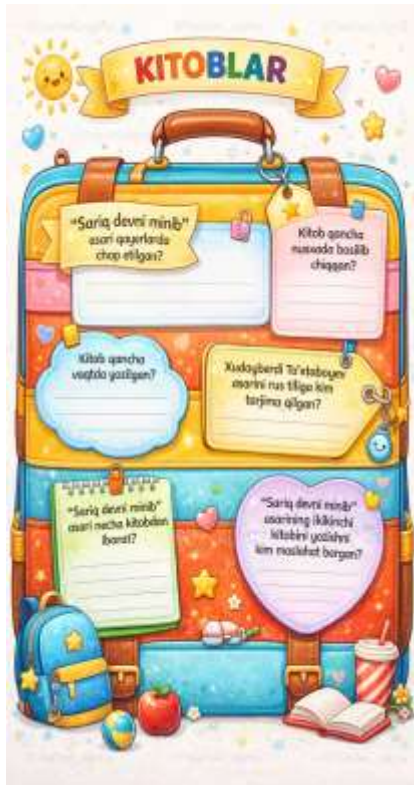 KITOBLAR
"Sariq devni minib"
asari qayerlarda
chop etilgan?
Kitob qancha
nusxada bosilib
chiqqan?
Kitob qancha
vaqtda yozilgan?
Xudayberdi To'xtaboyev
asarini rus tiliga kim
tarjima qilgan?
"Sariq devni minib"
asari necha kitobdan
iborat?
"Sariq devni minib"
asarining ikikinchi
kitobini yozishni
kim maslahat bergan?